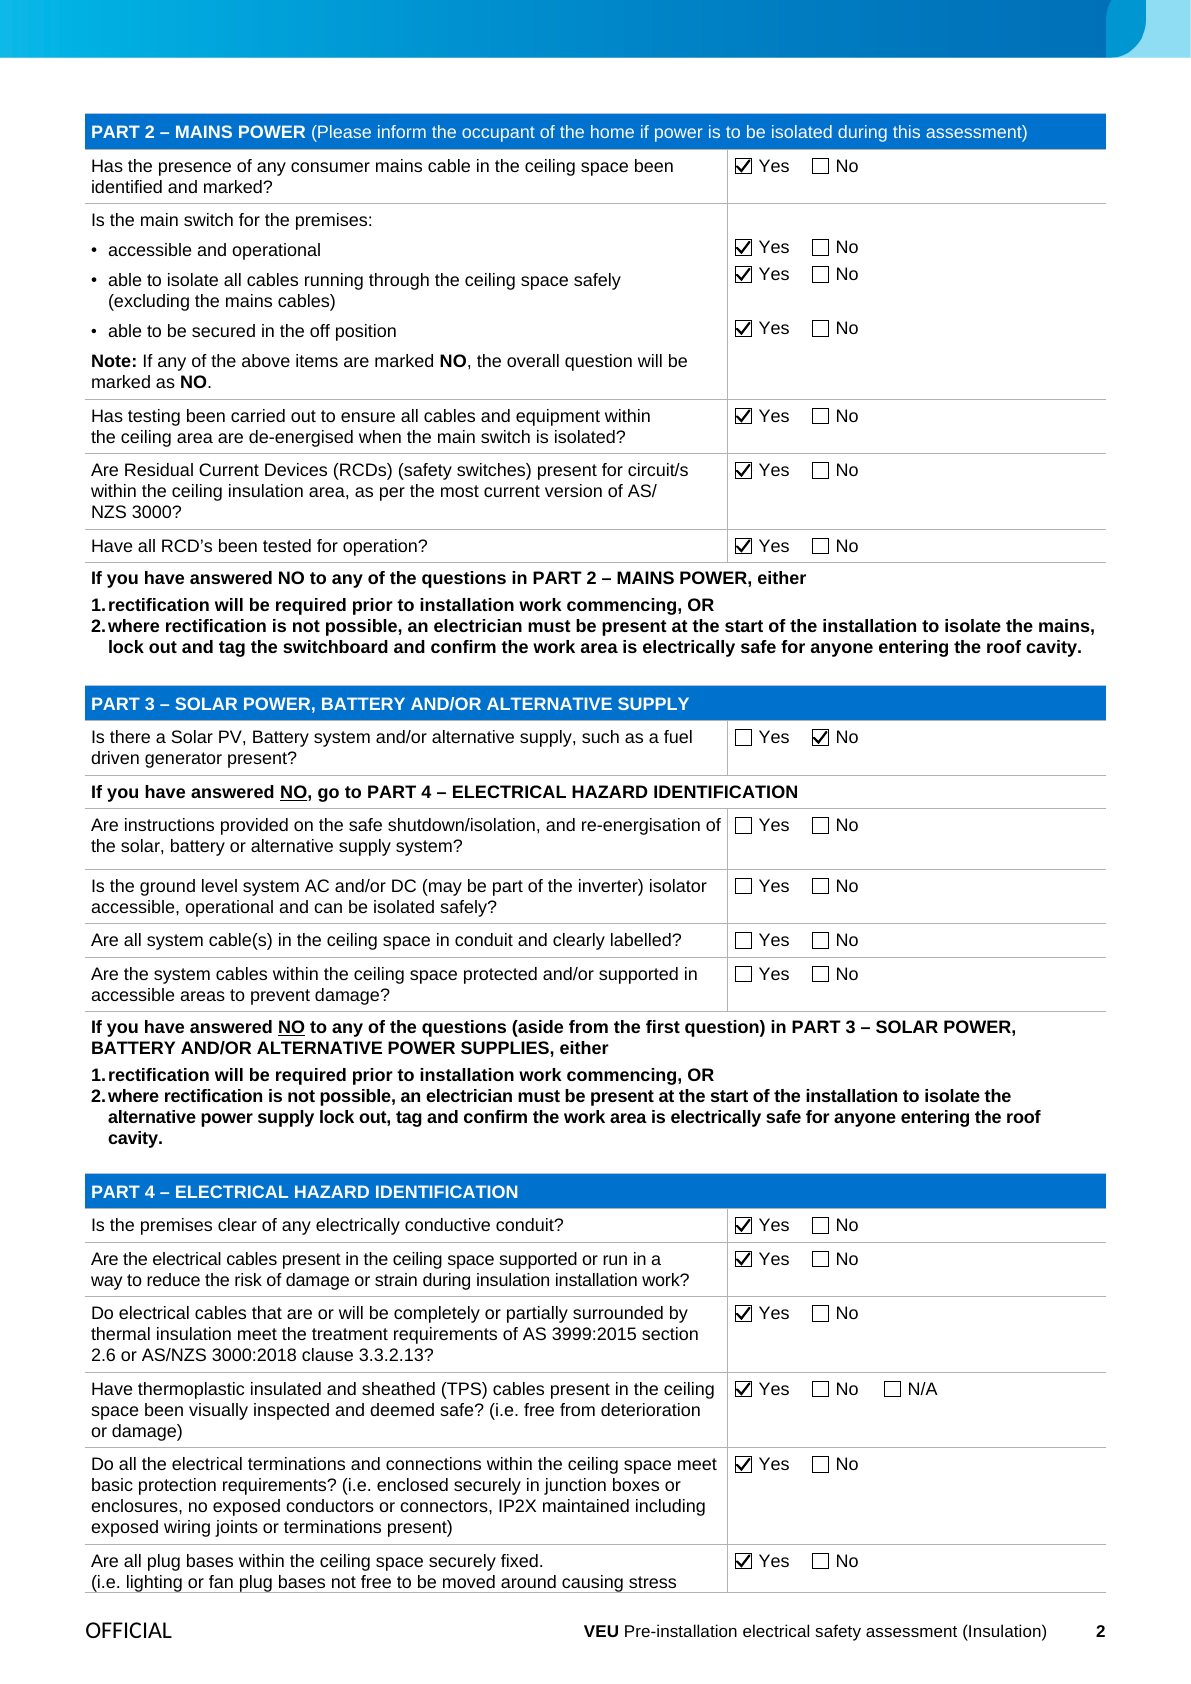 PART 2 – MAINS POWER (Please inform the occupant of the home if power is to be isolated during this assessment)
Has the presence of any consumer mains cable in the ceiling space been
identified and marked?
Yes No
Is the main switch for the premises:
• accessible and operational
Yes No
• able to isolate all cables running through the ceiling space safely
(excluding the mains cables)
Yes No
• able to be secured in the off position
Yes No
Note: If any of the above items are marked NO, the overall question will be
marked as NO.
Has testing been carried out to ensure all cables and equipment within
the ceiling area are de-energised when the main switch is isolated?
Yes No
Are Residual Current Devices (RCDs) (safety switches) present for circuit/s
within the ceiling insulation area, as per the most current version of AS/
NZS 3000?
Yes No
Have all RCD's been tested for operation?
Yes No
If you have answered NO to any of the questions in PART 2 – MAINS POWER, either
1. rectification will be required prior to installation work commencing, OR
2. where rectification is not possible, an electrician must be present at the start of the installation to isolate the mains,
lock out and tag the switchboard and confirm the work area is electrically safe for anyone entering the roof cavity.
PART 3 – SOLAR POWER, BATTERY AND/OR ALTERNATIVE SUPPLY
Is there a Solar PV, Battery system and/or alternative supply, such as a fuel
driven generator present?
Yes No
If you have answered NO, go to PART 4 – ELECTRICAL HAZARD IDENTIFICATION
Are instructions provided on the safe shutdown/isolation, and re-energisation of
the solar, battery or alternative supply system?
Yes No
Is the ground level system AC and/or DC (may be part of the inverter) isolator
accessible, operational and can be isolated safely?
Yes No
Are all system cable(s) in the ceiling space in conduit and clearly labelled?
Yes No
Are the system cables within the ceiling space protected and/or supported in
accessible areas to prevent damage?
Yes No
If you have answered NO to any of the questions (aside from the first question) in PART 3 – SOLAR POWER,
BATTERY AND/OR ALTERNATIVE POWER SUPPLIES, either
1. rectification will be required prior to installation work commencing, OR
2. where rectification is not possible, an electrician must be present at the start of the installation to isolate the
alternative power supply lock out, tag and confirm the work area is electrically safe for anyone entering the roof
cavity.
PART 4 – ELECTRICAL HAZARD IDENTIFICATION
Is the premises clear of any electrically conductive conduit?
Yes No
Are the electrical cables present in the ceiling space supported or run in a
way to reduce the risk of damage or strain during insulation installation work?
Yes No
Do electrical cables that are or will be completely or partially surrounded by
thermal insulation meet the treatment requirements of AS 3999:2015 section
2.6 or AS/NZS 3000:2018 clause 3.3.2.13?
Yes No
Have thermoplastic insulated and sheathed (TPS) cables present in the ceiling
space been visually inspected and deemed safe? (i.e. free from deterioration
or damage)
Yes No N/A
Do all the electrical terminations and connections within the ceiling space meet
basic protection requirements? (i.e. enclosed securely in junction boxes or
enclosures, no exposed conductors or connectors, IP2X maintained including
exposed wiring joints or terminations present)
Yes No
Are all plug bases within the ceiling space securely fixed.
(i.e. lighting or fan plug bases not free to be moved around causing stress
Yes No
OFFICIAL
VEU Pre-installation electrical safety assessment (Insulation) 2